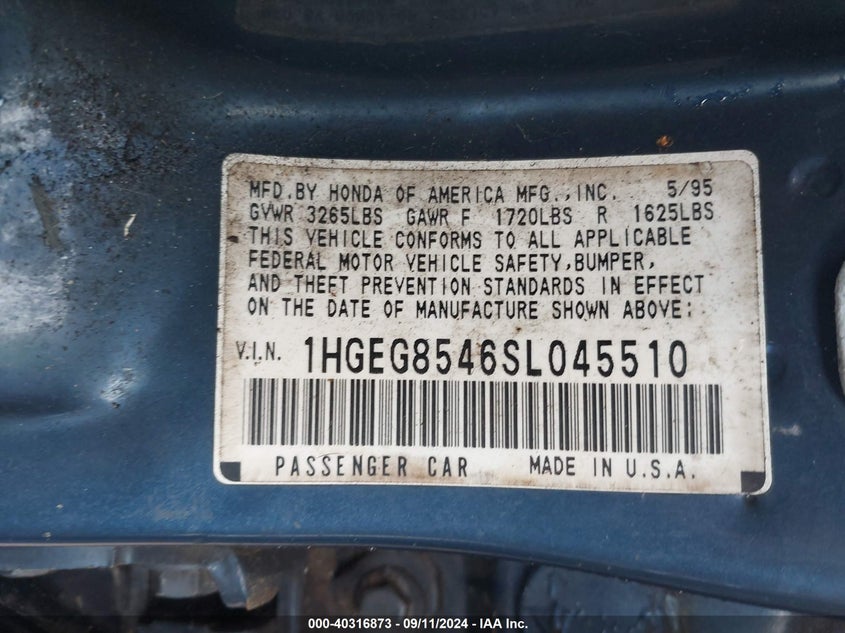 MFD.BY HONDA OF AMERICA MFG.,INC. 5/95
GVWR 3265LBS GAWR F 1720LBS R 1625LBS
THIS VEHICLE CONFORMS TO ALL APPLICABLE
FEDERAL MOTOR VEHICLE SAFETY,BUMPER,
AND THEFT PREVENTION STANDARDS IN EFFECT
ON THE DATE OF MANUFACTURE SHOWN ABOVE:
V.I.N. 1HGEG8546SL045510
PASSENGER CAR MADE IN U.S.A.
000-40316873 - 09/11/2024 - IAA Inc.